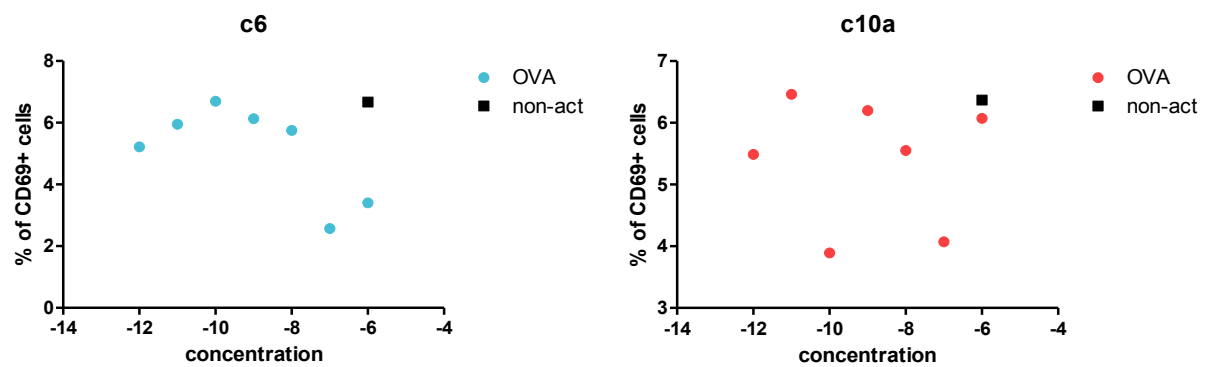 c6
8
6
4
2
0
% of CD69+ cells
-14 -12 -10 -8 -6 -4
concentration
OVA
non-act
c10a
7
6
5
4
3
% of CD69+ cells
-14 -12 -10 -8 -6 -4
concentration
OVA
non-act